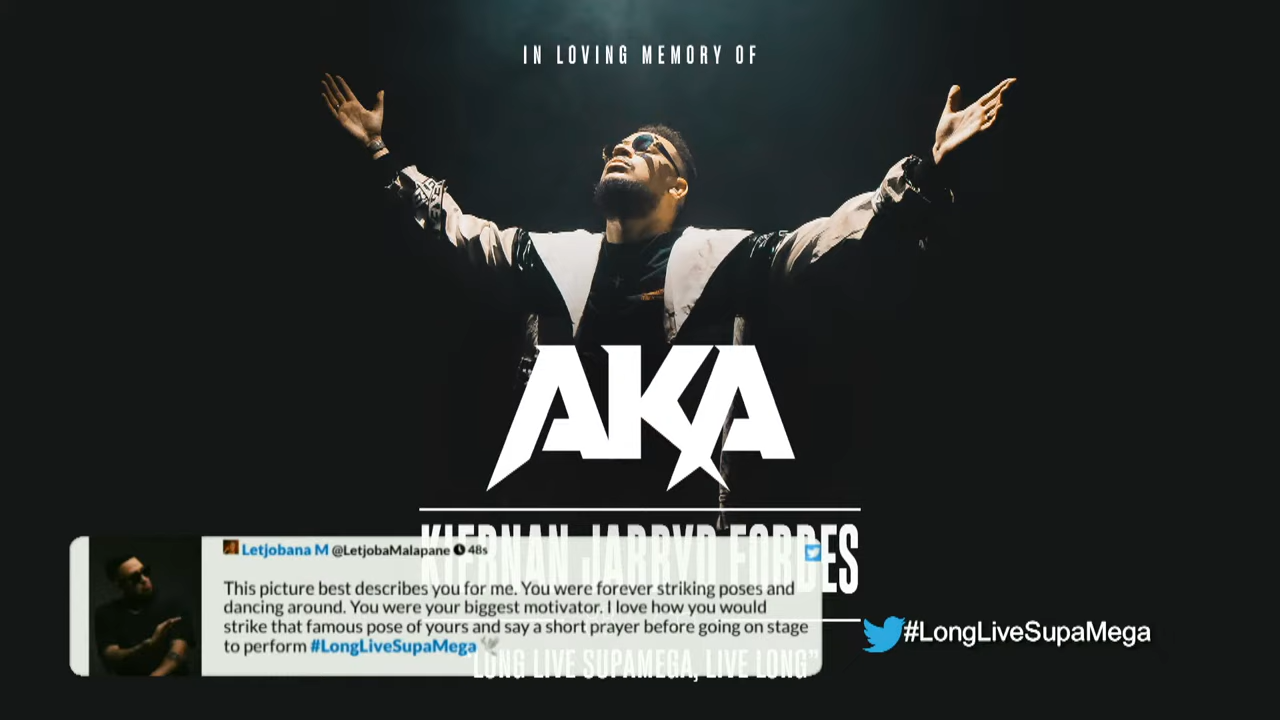 IN LOVING MEMORY OF
AKA
KIERNAN JARRYD FORBES
Letjobana M @LetjobaMalapane 48s
This picture best describes you for me. You were forever striking poses and
dancing around. You were your biggest motivator. I love how you would
strike that famous pose of yours and say a short prayer before going on stage
to perform #LongLiveSupaMega
#LongLiveSupaMega
"LONG LIVE SUPAMEGA, LIVE LONG"